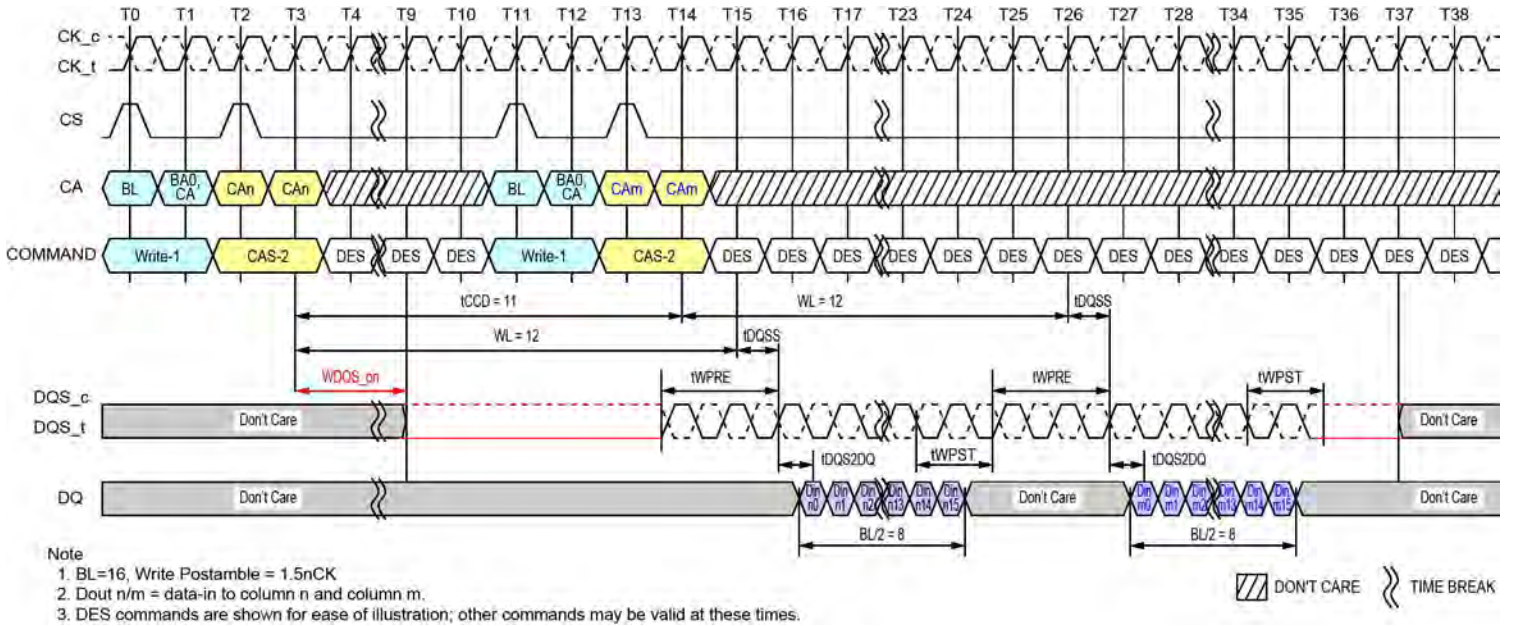 T0 T1 T2 T3 T4 T9 T10 T11 T12 T13 T14 T15 T16 T17 T23 T24 T25 T26 T27 T28 T34 T35 T36 T37 T38
CK_c
CK_t
CS
CA BL BA0, CA CAn CAn BL BA0, CA CAm CAm
COMMAND Write-1 CAS-2 DES DES DES Write-1 CAS-2 DES DES DES DES DES DES DES DES DES DES DES DES DES DES
tCCD = 11 WL = 12 tDQSS
WL = 12 tDQSS
WDQS_on tWPRE tWPRE tWPST
DQS_c
DQS_t Don't Care Don't Care
tDQS2DQ tWPST tDQS2DQ
DQ Don't Care Din n0 Din n1 Din n2 Din n13 Din n14 Din n15 Don't Care Din m0 Din m1 Din m2 Din m13 Din m14 Din m15 Don't Care
BL/2 = 8 BL/2 = 8
Note
1. BL=16, Write Postamble = 1.5nCK
2. Dout n/m = data-in to column n and column m.
3. DES commands are shown for ease of illustration; other commands may be valid at these times.
DON'T CARE TIME BREAK